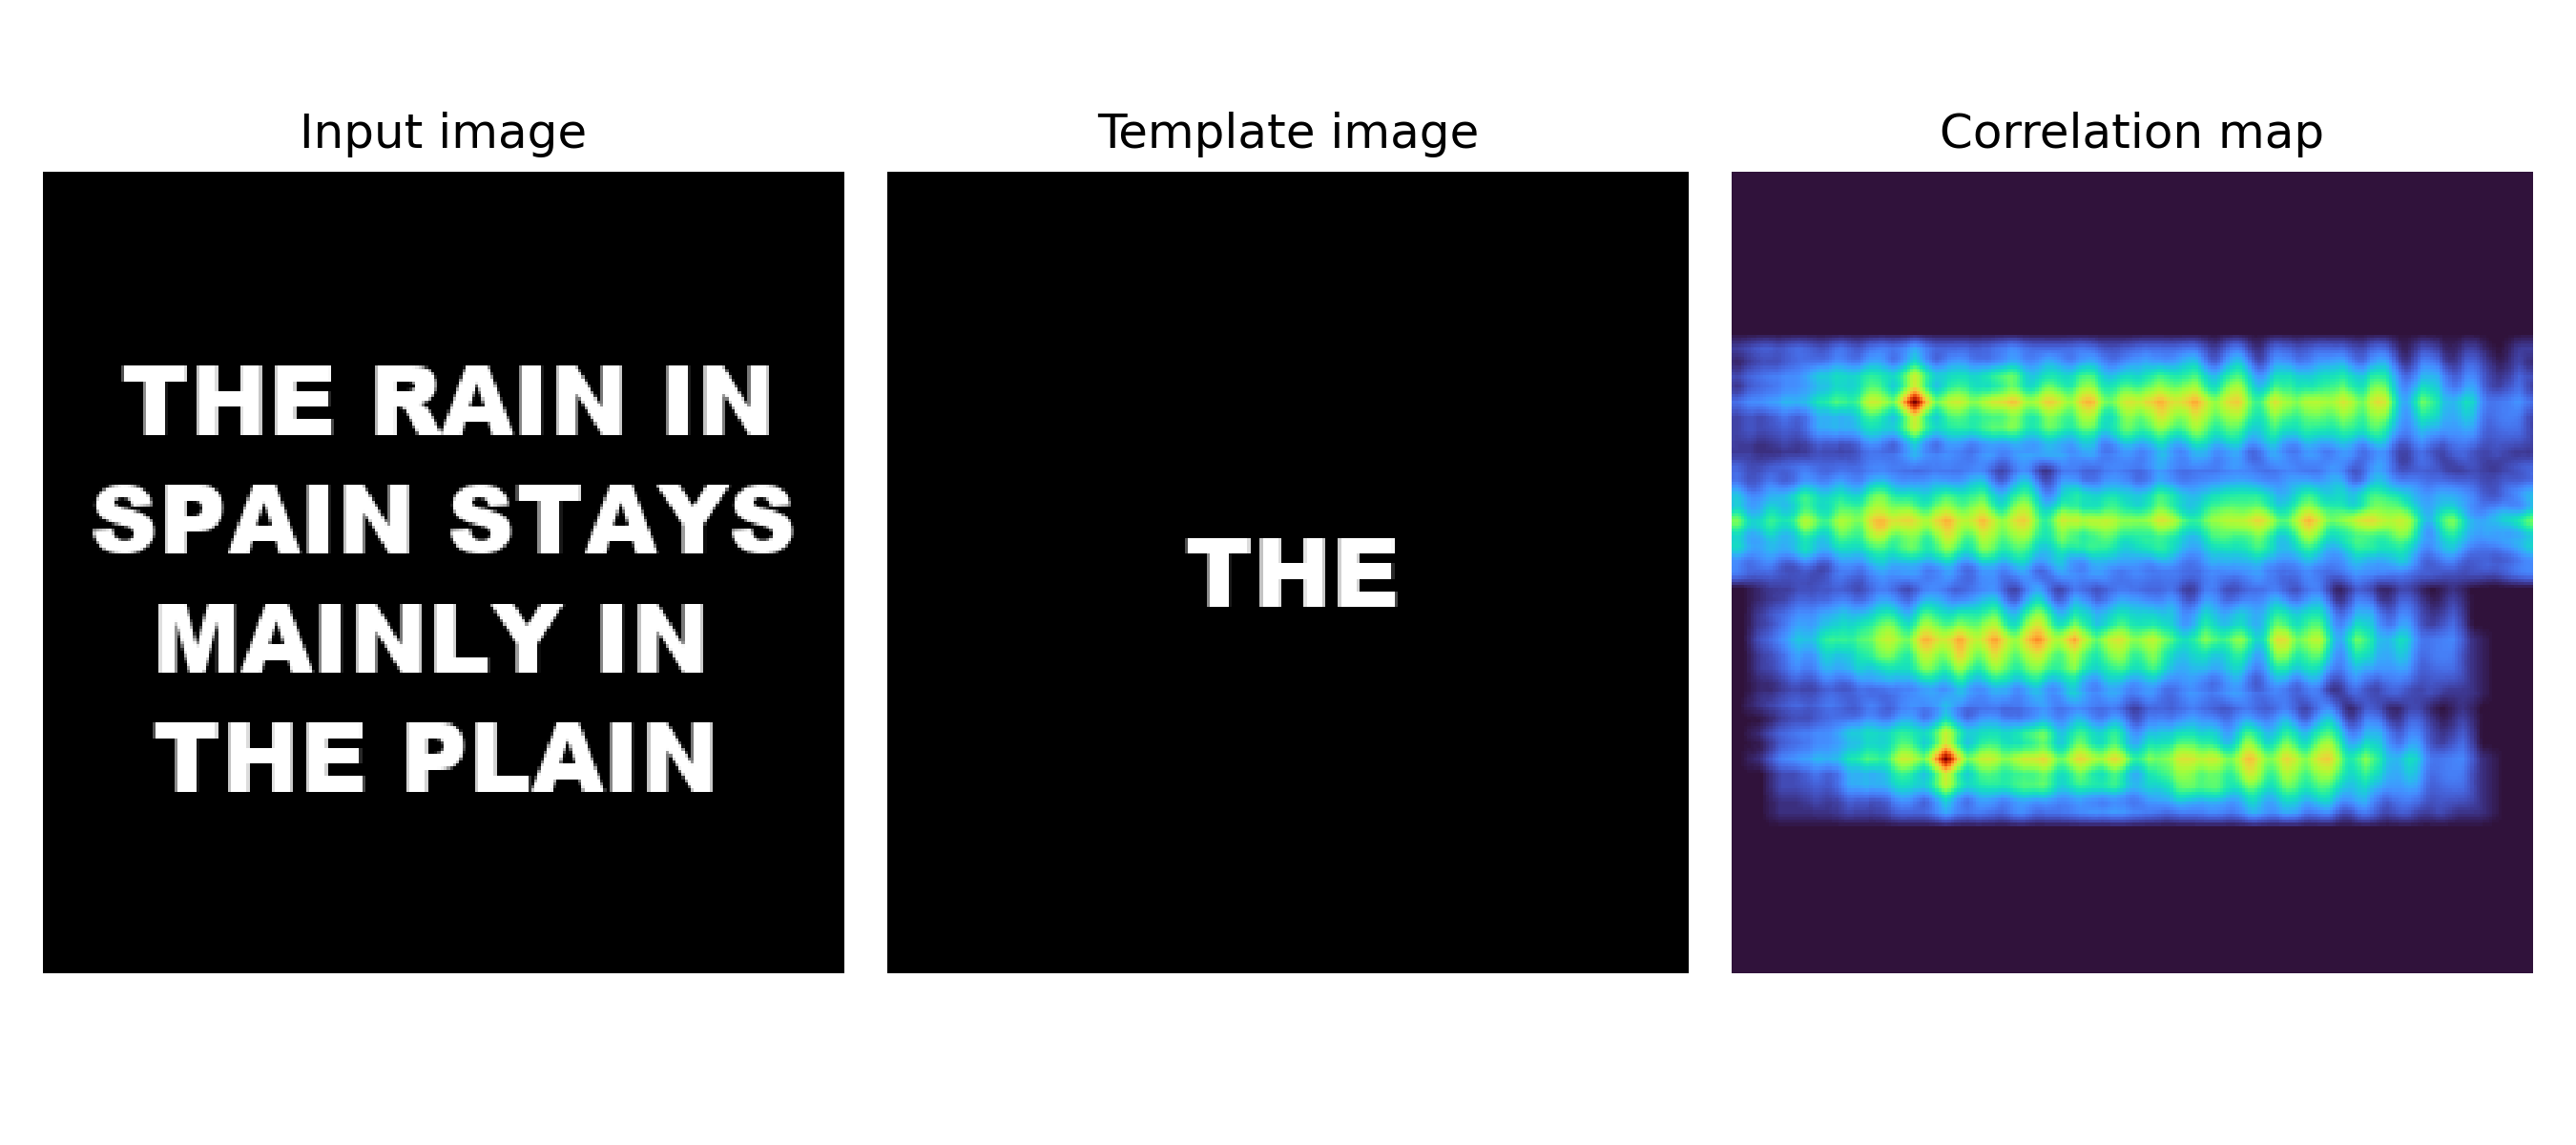 Input image
THE RAIN IN
SPAIN STAYS
MAINLY IN
THE PLAIN
Template image
THE
Correlation map